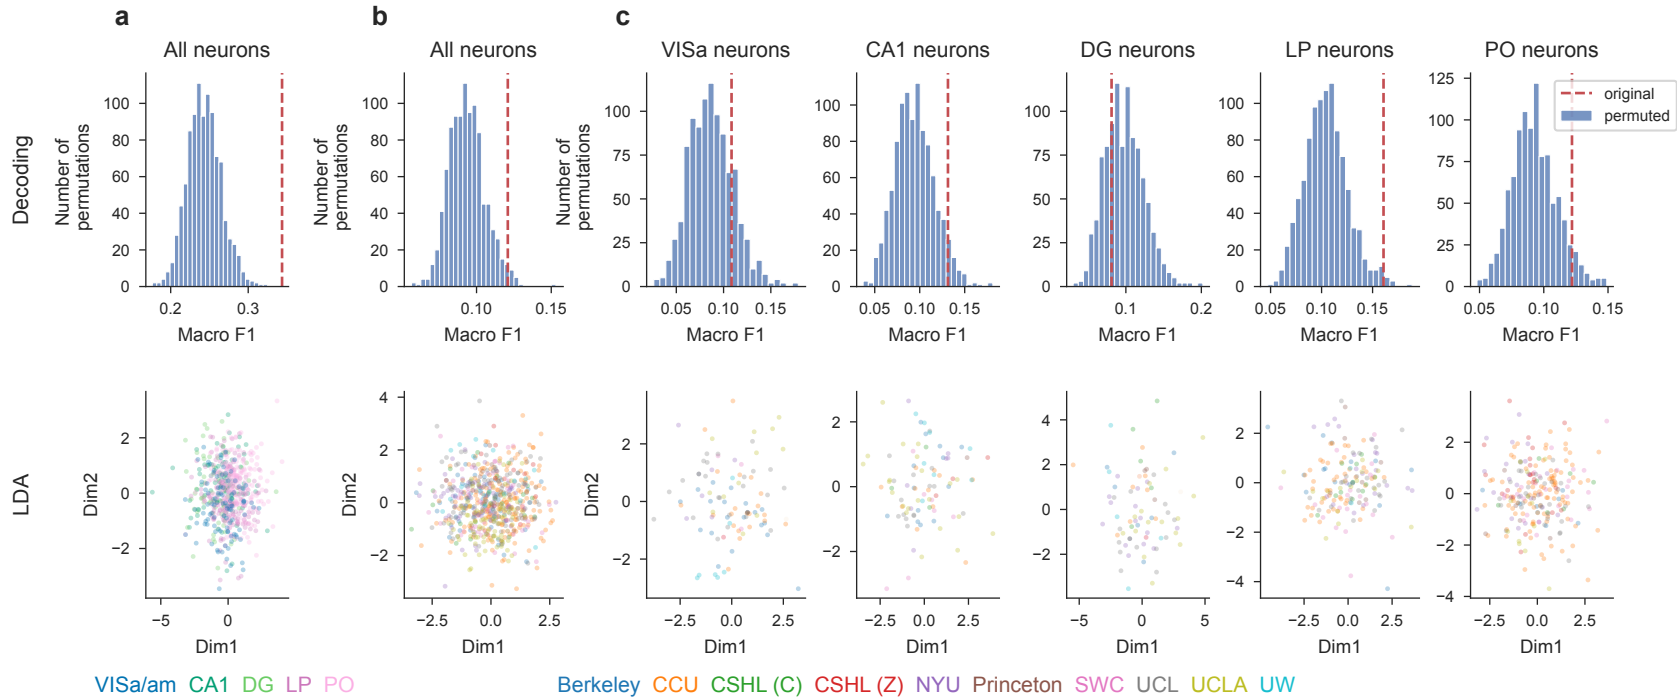 a b c
All neurons All neurons VISa neurons CA1 neurons DG neurons LP neurons PO neurons
Decoding
Number of
permutations
100
80
60
40
20
0
0.2 0.3
Macro F1
Number of
permutations
100
80
60
40
20
0
0.10 0.15
Macro F1
Number of
permutations
100
75
50
25
0
0.05 0.10 0.15
Macro F1
100
80
60
40
20
0
0.05 0.10 0.15
Macro F1
100
75
50
25
0
0.1 0.2
Macro F1
100
80
60
40
20
0
0.05 0.10 0.15
Macro F1
125
100
75
50
25
0
0.05 0.10 0.15
Macro F1
original
permuted
LDA
Dim2
2
0
−2
−5 0
Dim1
Dim2
4
2
0
−2
−2.5 0.0 2.5
Dim1
Dim2
2
0
−2
−2.5 0.0 2.5
Dim1
2
0
−2
−2.5 0.0 2.5
Dim1
4
2
0
−2
−5 0 5
Dim1
2
0
−2
−4
−2.5 0.0 2.5
Dim1
2
0
−2
−4
−2.5 0.0 2.5
Dim1
VISa/am CA1 DG LP PO
Berkeley CCU CSHL (C) CSHL (Z) NYU Princeton SWC UCL UCLA UW